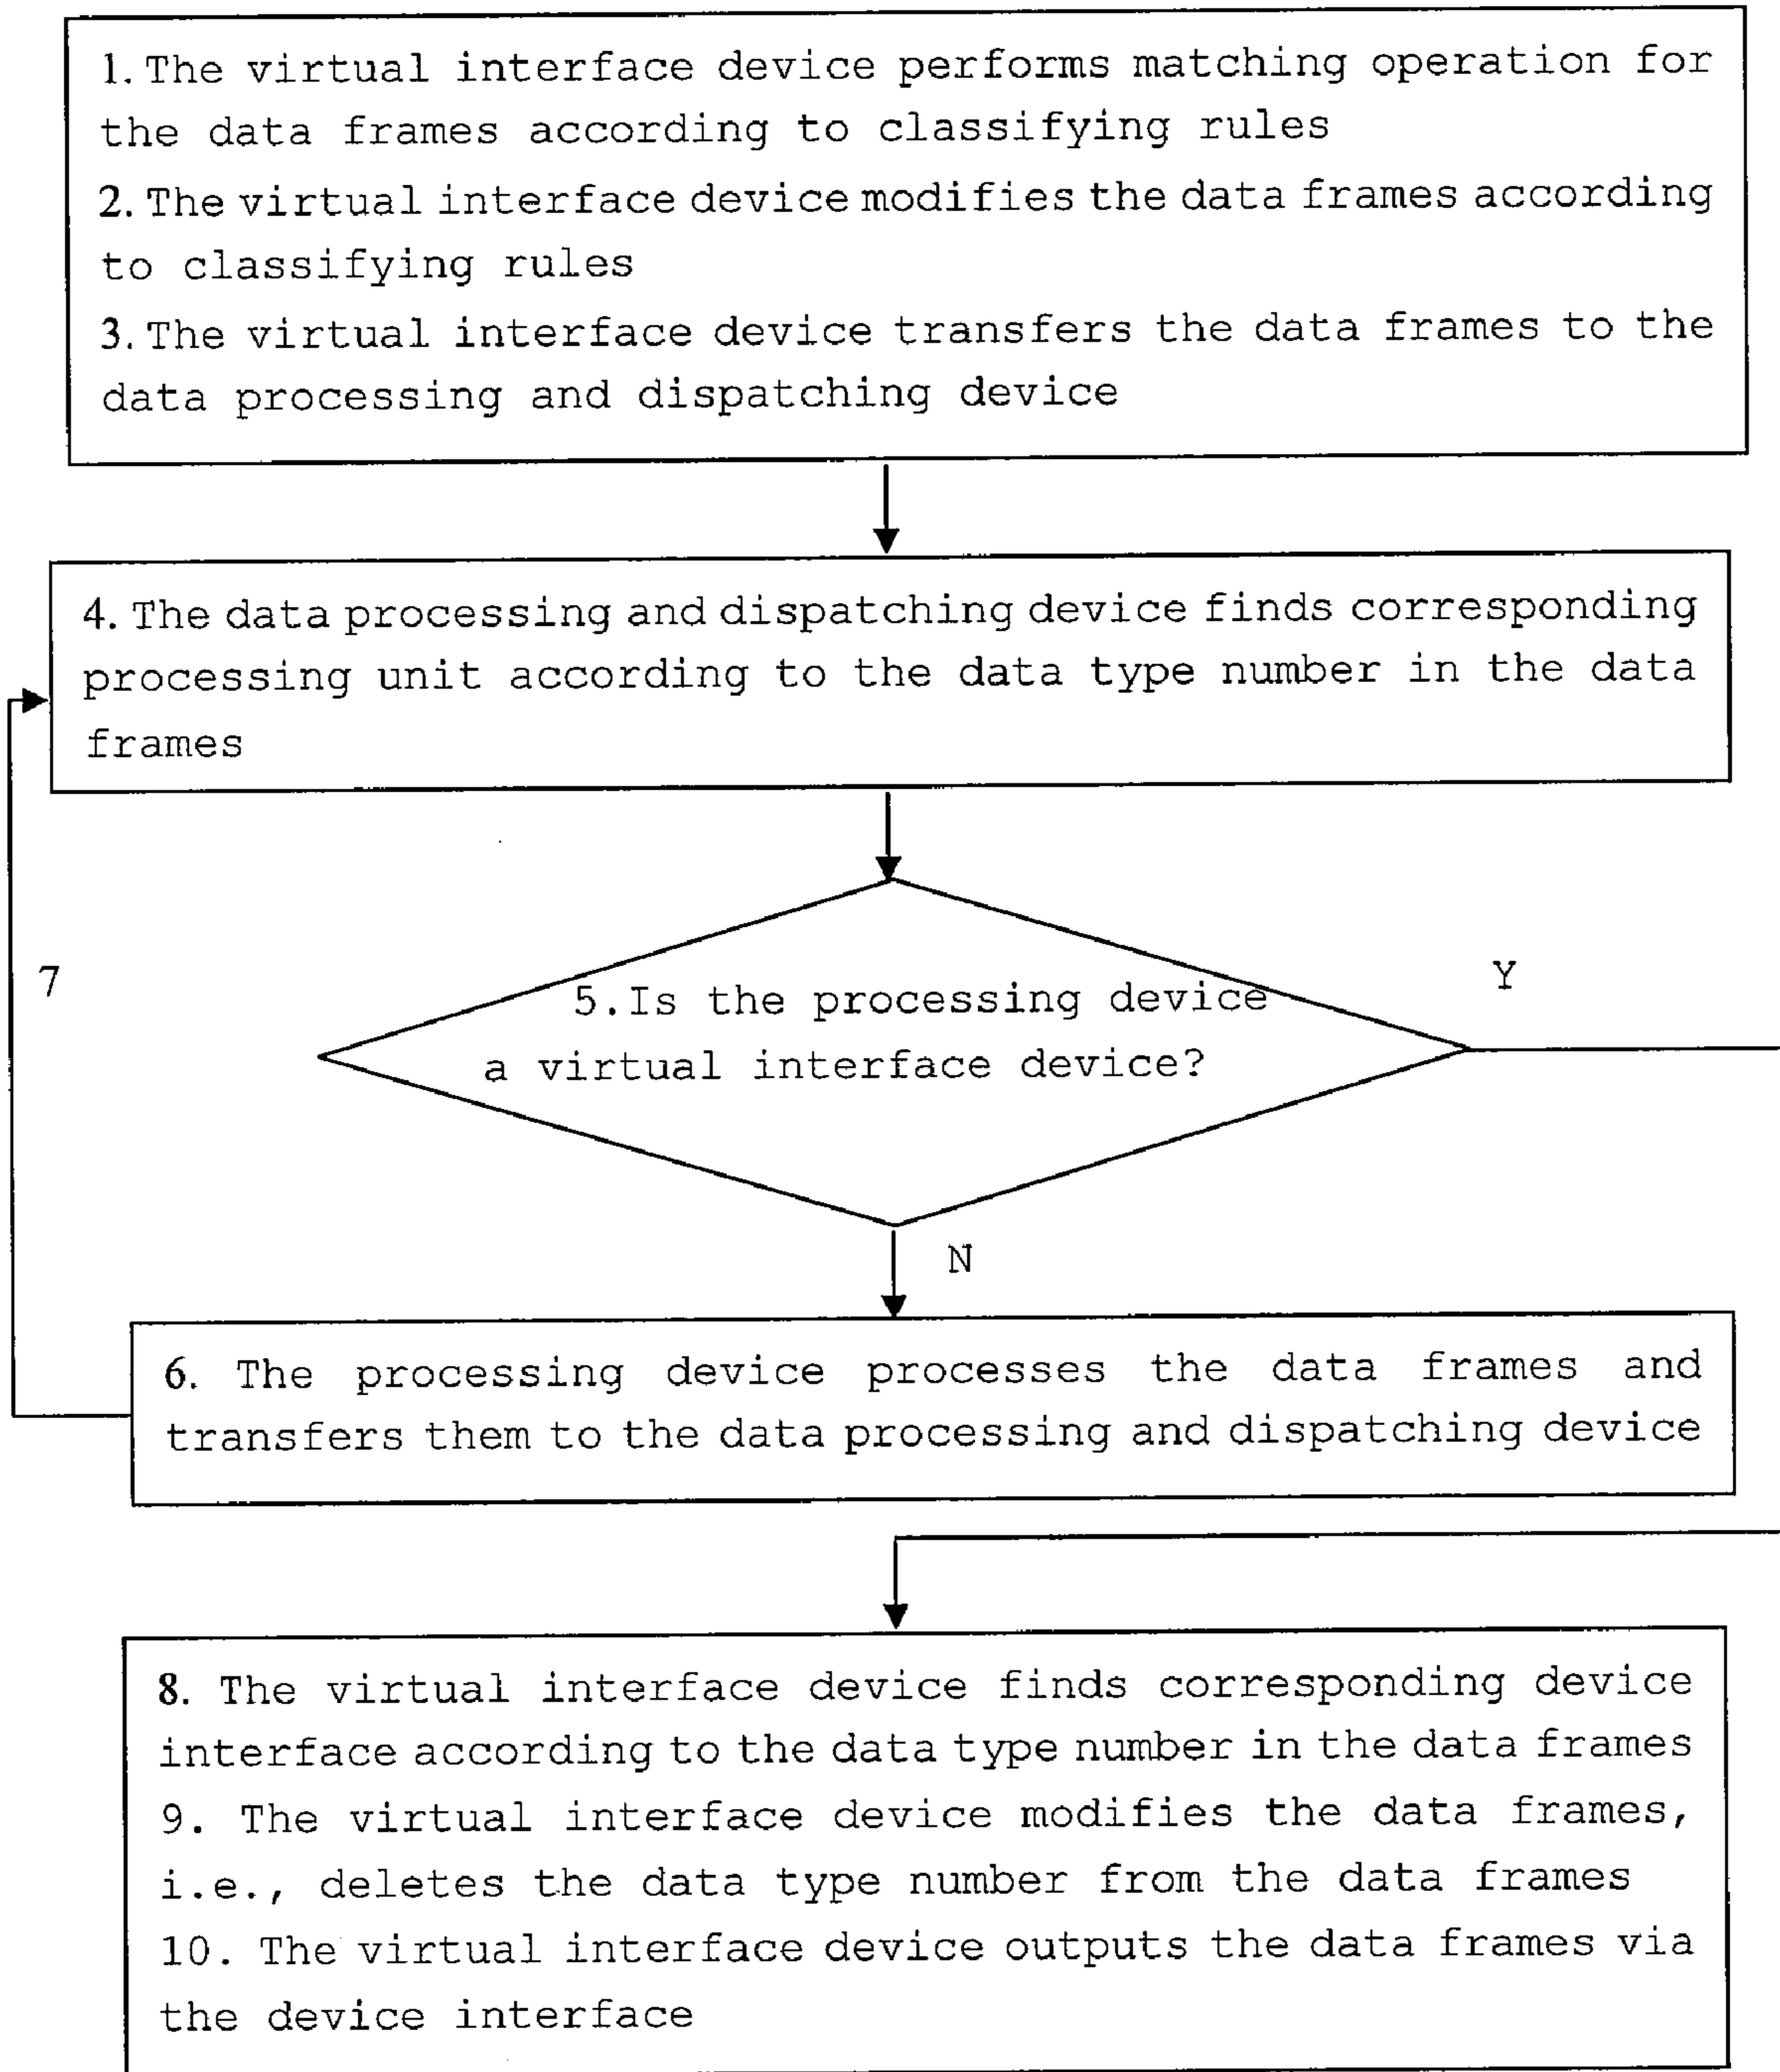 1. The virtual interface device performs matching operation for
the data frames according to classifying rules
2. The virtual interface device modifies the data frames according
to classifying rules
3. The virtual interface device transfers the data frames to the
data processing and dispatching device
4. The data processing and dispatching device finds corresponding
processing unit according to the data type number in the data
frames
7
Y
5. Is the processing device
a virtual interface device?
N
6. The processing device processes the data frames and
transfers them to the data processing and dispatching device
8. The virtual interface device finds corresponding device
interface according to the data type number in the data frames
9. The virtual interface device modifies the data frames,
i.e., deletes the data type number from the data frames
10. The virtual interface device outputs the data frames via
the device interface